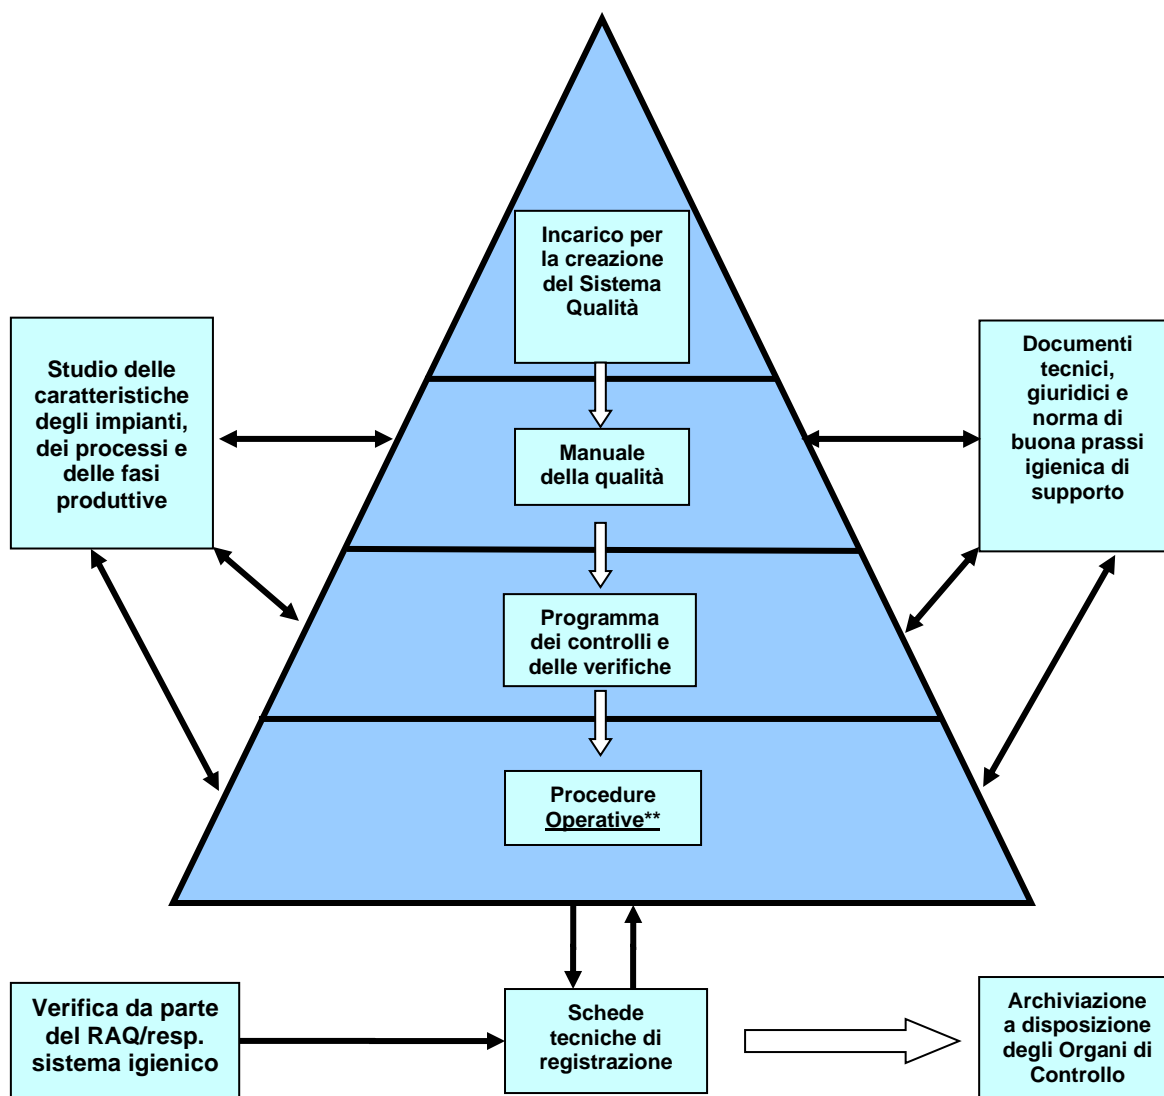 Incarico per
la creazione
del Sistema
Qualità
Studio delle
caratteristiche
degli impianti,
dei processi e
delle fasi
produttive
Documenti
tecnici,
giuridici e
norma di
buona prassi
igienica di
supporto
Manuale
della qualità
Programma
dei controlli e
delle verifiche
Procedure
Operative**
Verifica da parte
del RAQ/resp.
sistema igienico
Schede
tecniche di
registrazione
Archiviazione
a disposizione
degli Organi di
Controllo